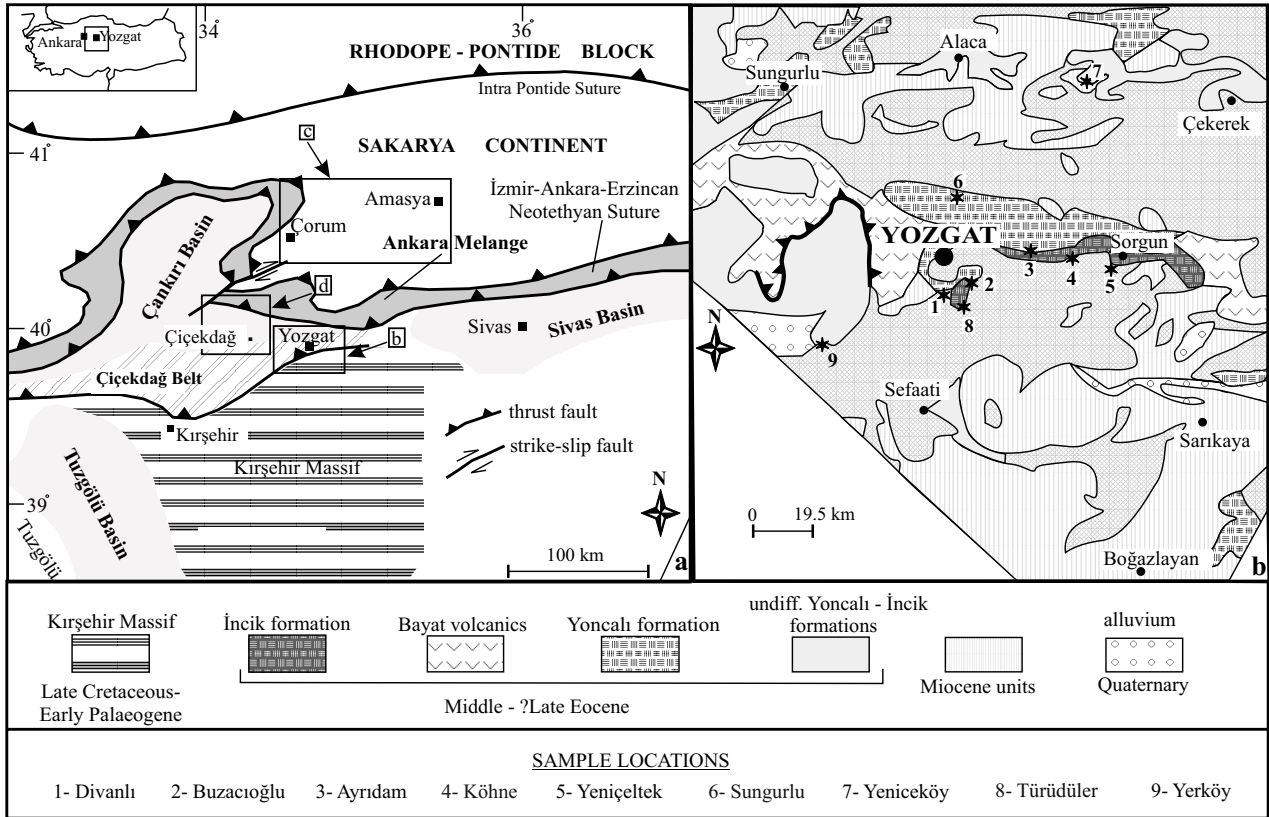 34°
36°
Ankara
Yozgat
RHODOPE - PONTIDE BLOCK
Intra Pontide Suture
c
41°
SAKARYA CONTINENT
İzmir-Ankara-Erzincan
Neotethyan Suture
Amasya
Çorum
Ankara Melange
Çankırı Basin
d
40°
Sivas
Sivas Basin
Çiçekdağ
Yozgat
b
Çiçekdağ Belt
thrust fault
Kırşehir
strike-slip fault
Kırşehir Massif
Tuzgölü Basin
N
39°
Tuzgölü
100 km
a
Alaca
Sungurlu
7
Çekerek
6
YOZGAT
Sorgun
3
4
5
2
1
8
N
9
Sefaati
Sarıkaya
0 19.5 km
Boğazlayan
b
Kırşehir Massif
Late Cretaceous-
Early Palaeogene
İncik formation
Bayat volcanics
Yoncalı formation
undiff. Yoncalı - İncik
formations
Middle - ?Late Eocene
Miocene units
alluvium
Quaternary
SAMPLE LOCATIONS
1- Divanlı 2- Buzacıoğlu 3- Ayrıdam 4- Köhne 5- Yeniçeltek 6- Sungurlu 7- Yeniceköy 8- Türüdüler 9- Yerköy